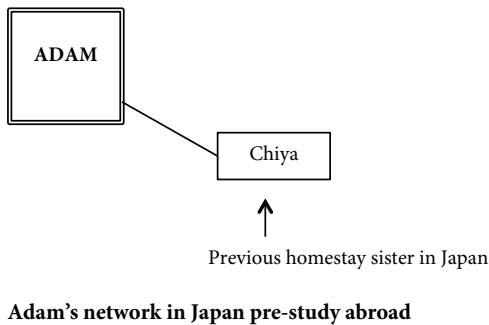 ADAM
Chiya
Previous homestay sister in Japan
Adam’s network in Japan pre-study abroad